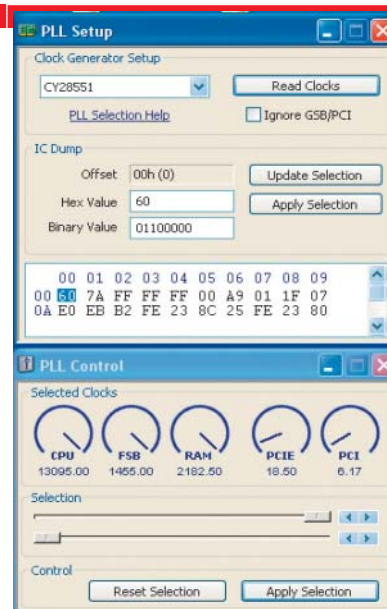 PLL Setup
Clock Generator Setup
CY28551
Read Clocks
PLL Selection Help
Ignore GSB/PCI
IC Dump
Offset 00h (0)
Update Selection
Hex Value 60
Apply Selection
Binary Value 01100000
00 01 02 03 04 05 06 07 08 09
00 60 7A FF FF FF 00 A9 01 1F 07
0A E0 EB B2 FE 23 8C 25 FE 23 80
PLL Control
Selected Clocks
CPU FSB RAM PCIE PCI
13095.00 1455.00 2182.50 18.50 6.17
Selection
Control
Reset Selection Apply Selection